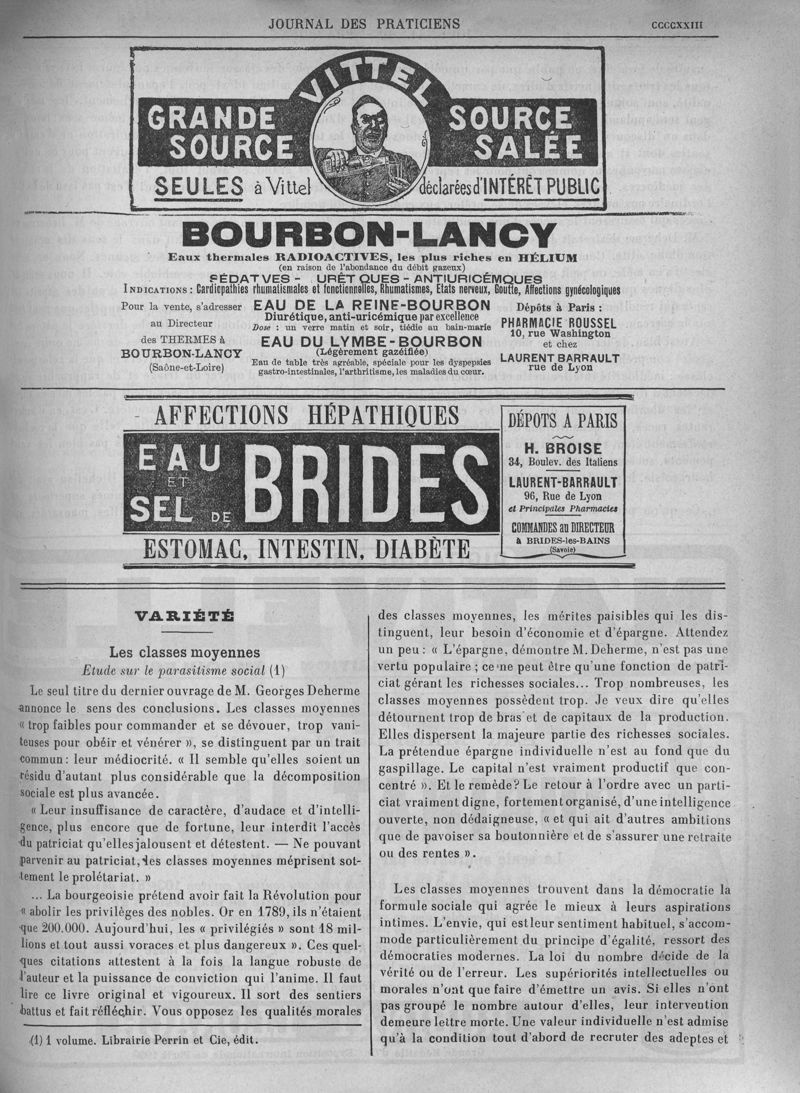 JOURNAL DES PRATICIENS
CCCCXXIII
VITTEL
GRANDE
SOURCE
SOURCE
SALÉE
SEULES à Vittel
déclarées d'INTÉRÊT PUBLIC
BOURBON-LANCY
Eaux thermales RADIOACTIVES, les plus riches en HÉLIUM
(en raison de l'abondance du débit gazeux)
SÉDATVES - URÉTQUES - ANTIURICÉMQUES
INDICATIONS : Cardiopathies rhumatismales et fonctionnelles, Rhumatismes, Etats nerveux, Goutte, Affections gynécologiques
Pour la vente, s'adresser
au Directeur
des THERMES à
BOURBON-LANCY
(Saône-et-Loire)
EAU DE LA REINE-BOURBON
Diurétique, anti-uricémique par excellence
Dose : un verre matin et soir, tiédie au bain-marie
EAU DU LYMBE-BOURBON
(Légèrement gazéifiée)
Eau de table très agréable, spéciale pour les dyspepsies
gastro-intestinales, l'arthritisme, les maladies du cœur.
Dépôts à Paris :
PHARMACIE ROUSSEL
10, rue Washington
et chez
LAURENT BARRAULT
rue de Lyon
AFFECTIONS HÉPATHIQUES
EAU
ET
SEL DE
BRIDES
ESTOMAC, INTESTIN, DIABÈTE
DÉPOTS A PARIS
H. BROISE
34, Boulev. des Italiens
LAURENT-BARRAULT
96, Rue de Lyon
et Principales Pharmacies
COMMANDES au DIRECTEUR
à BRIDES-les-BAINS
(Savoie)
VARIÉTÉ
Les classes moyennes
Etude sur le parasitisme social (1)
Le seul titre du dernier ouvrage de M. Georges Deherme
annonce le sens des conclusions. Les classes moyennes
« trop faibles pour commander et se dévouer, trop vani-
teuses pour obéir et vénérer », se distinguent par un trait
commun : leur médiocrité. « Il semble qu'elles soient un
résidu d'autant plus considérable que la décomposition
sociale est plus avancée.
« Leur insuffisance de caractère, d'audace et d'intelli-
gence, plus encore que de fortune, leur interdit l'accès
du patriciat qu'elles jalousent et détestent. — Ne pouvant
parvenir au patriciat, les classes moyennes méprisent sot-
tement le prolétariat. »
... La bourgeoisie prétend avoir fait la Révolution pour
« abolir les privilèges des nobles. Or en 1789, ils n'étaient
que 200.000. Aujourd'hui, les « privilégiés » sont 18 mil-
lions et tout aussi voraces et plus dangereux ». Ces quel-
ques citations attestent à la fois la langue robuste de
l'auteur et la puissance de conviction qui l'anime. Il faut
lire ce livre original et vigoureux. Il sort des sentiers
battus et fait réfléchir. Vous opposez les qualités morales
(1) 1 volume. Librairie Perrin et Cie, édit.
des classes moyennes, les mérites paisibles qui les dis-
tinguent, leur besoin d'économie et d'épargne. Attendez
un peu : « L'épargne, démontre M. Deherme, n'est pas une
vertu populaire ; ce ne peut être qu'une fonction de patri-
ciat gérant les richesses sociales... Trop nombreuses, les
classes moyennes possèdent trop. Je veux dire qu'elles
détournent trop de bras et de capitaux de la production.
Elles dispersent la majeure partie des richesses sociales.
La prétendue épargne individuelle n'est au fond que du
gaspillage. Le capital n'est vraiment productif que con-
centré ». Et le remède? Le retour à l'ordre avec un parti-
ciat vraiment digne, fortement organisé, d'une intelligence
ouverte, non dédaigneuse, « et qui ait d'autres ambitions
que de pavoiser sa boutonnière et de s'assurer une retraite
ou des rentes ».
Les classes moyennes trouvent dans la démocratie la
formule sociale qui agrée le mieux à leurs aspirations
intimes. L'envie, qui est leur sentiment habituel, s'accom-
mode particulièrement du principe d'égalité, ressort des
démocraties modernes. La loi du nombre décide de la
vérité ou de l'erreur. Les supériorités intellectuelles ou
morales n'ont que faire d'émettre un avis. Si elles n'ont
pas groupé le nombre autour d'elles, leur intervention
demeure lettre morte. Une valeur individuelle n'est admise
qu'à la condition tout d'abord de recruter des adeptes et